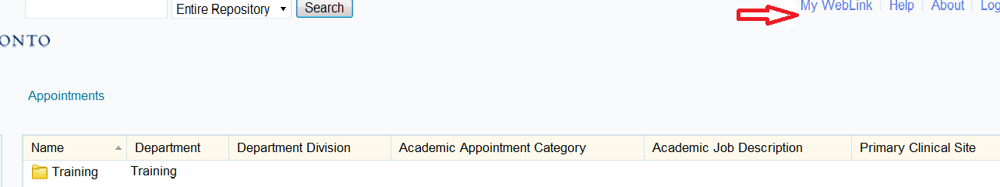 Entire Repository Search My WebLink Help About Log
ONTO
Appointments
Name Department Department Division Academic Appointment Category Academic Job Description Primary Clinical Site
Training Training